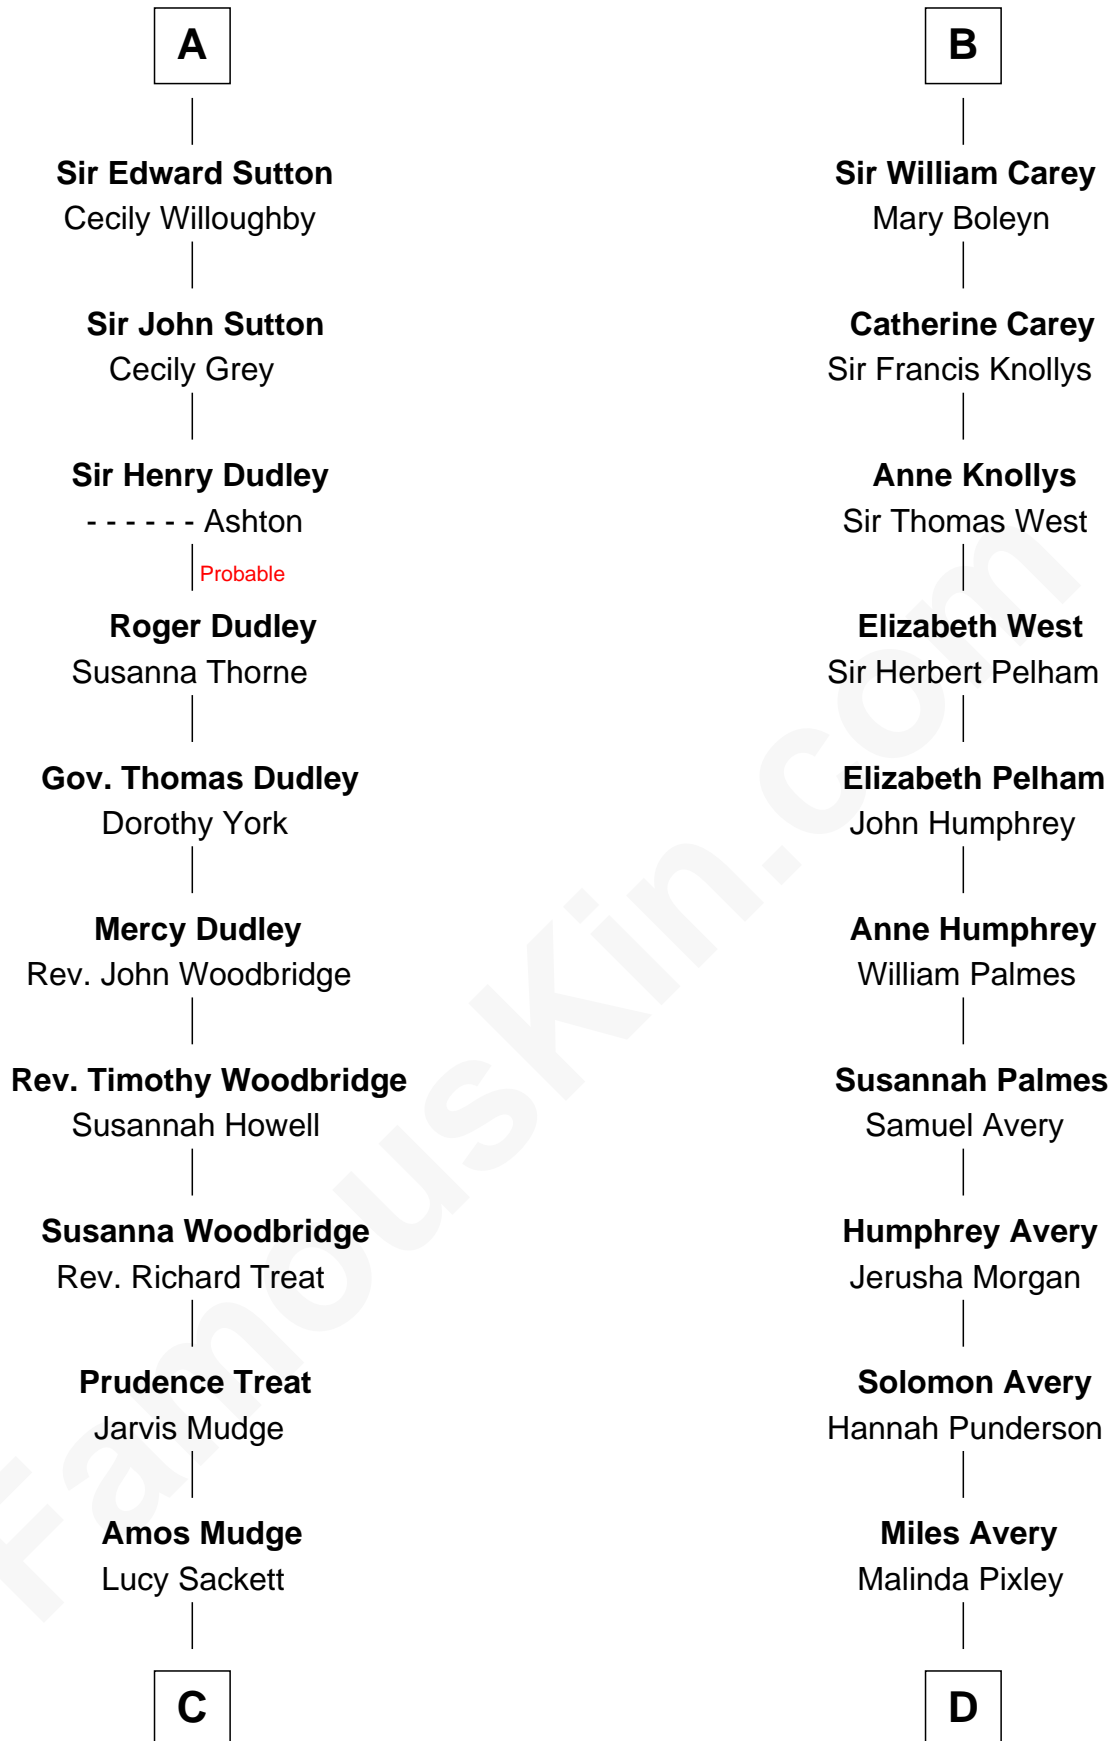 A
Sir Edward Sutton
Cecily Willoughby
Sir John Sutton
Cecily Grey
Sir Henry Dudley
- - - - - - Ashton
Probable
Roger Dudley
Susanna Thorne
Gov. Thomas Dudley
Dorothy York
Mercy Dudley
Rev. John Woodbridge
Rev. Timothy Woodbridge
Susannah Howell
Susanna Woodbridge
Rev. Richard Treat
Prudence Treat
Jarvis Mudge
Amos Mudge
Lucy Sackett
C
B
Sir William Carey
Mary Boleyn
Catherine Carey
Sir Francis Knollys
Anne Knollys
Sir Thomas West
Elizabeth West
Sir Herbert Pelham
Elizabeth Pelham
John Humphrey
Anne Humphrey
William Palmes
Susannah Palmes
Samuel Avery
Humphrey Avery
Jerusha Morgan
Solomon Avery
Hannah Punderson
Miles Avery
Malinda Pixley
D
FamousKin.com